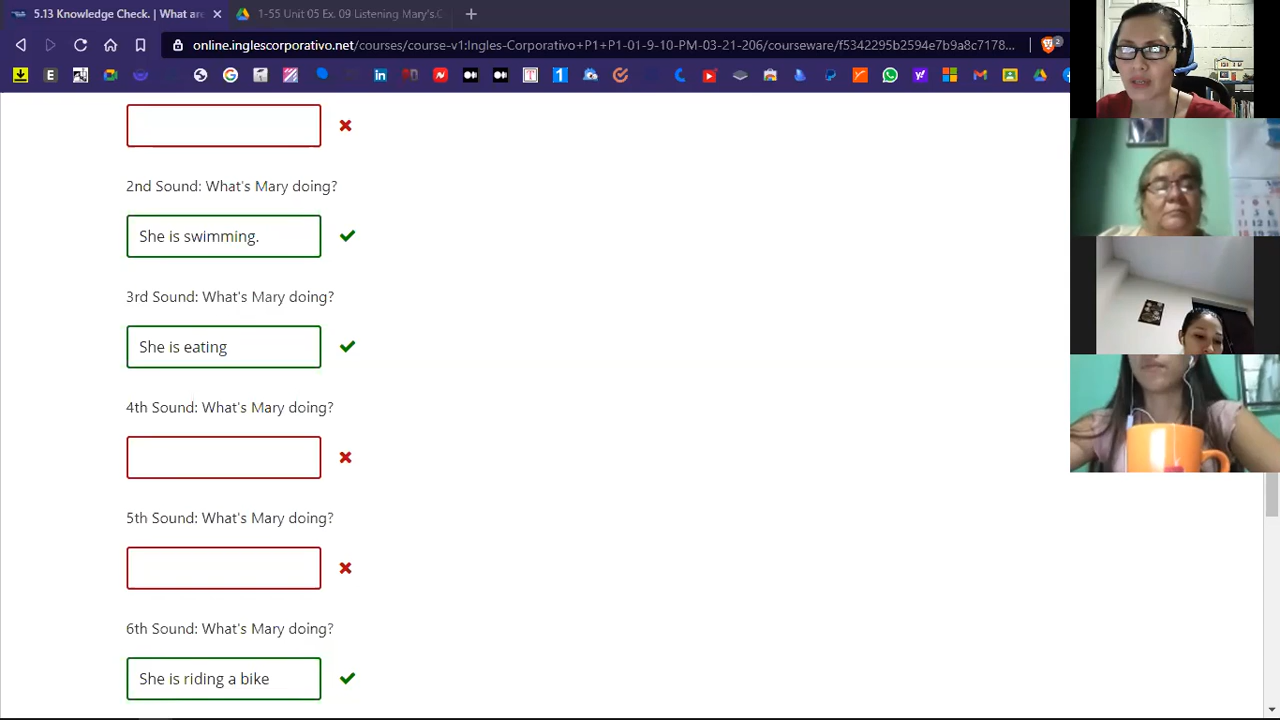 5.13 Knowledge Check. | What are
1-55 Unit 05 Ex. 09 Listening Mary's.C
online.inglescorporativo.net/courses/course-v1:Ingles-Corporativo+P1+P1-01-9-10-PM-03-21-206/courseware/f5342295b2594e7b9a8c7178...
2
2nd Sound: What's Mary doing?
She is swimming.
3rd Sound: What's Mary doing?
She is eating
4th Sound: What's Mary doing?
5th Sound: What's Mary doing?
6th Sound: What's Mary doing?
She is riding a bike